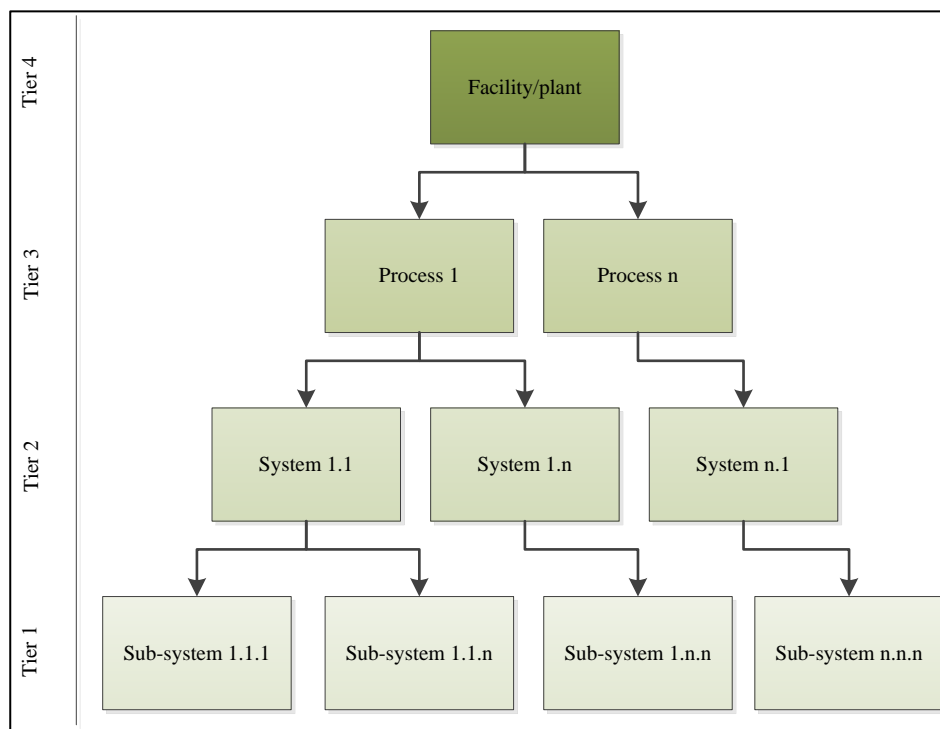 Tier 4
Facility/plant
Tier 3
Process 1
Process n
Tier 2
System 1.1
System 1.n
System n.1
Tier 1
Sub-system 1.1.1
Sub-system 1.1.n
Sub-system 1.n.n
Sub-system n.n.n